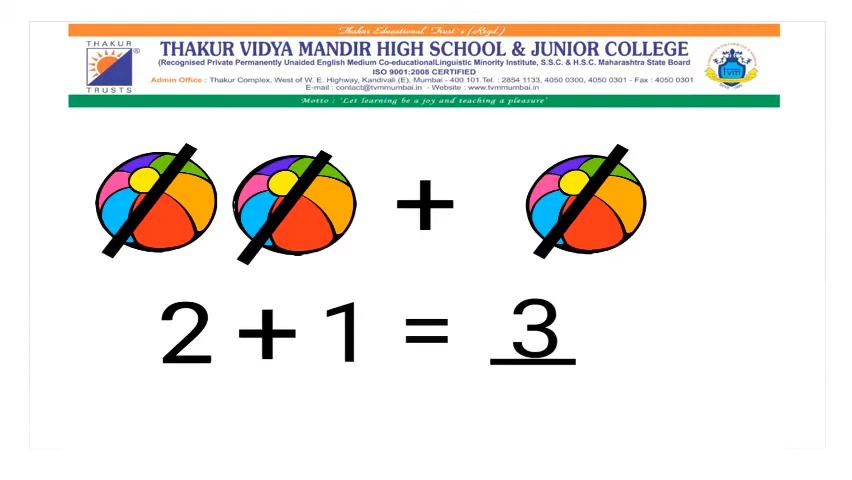 Thakur Educational Trust's (Regd.)
THAKUR
TRUSTS
®
THAKUR VIDYA MANDIR HIGH SCHOOL & JUNIOR COLLEGE
(Recognised Private Permanently Unaided English Medium Co-educationalLinguistic Minority Institute, S.S.C. & H.S.C. Maharashtra State Board
ISO 9001:2008 CERTIFIED
Admin Office : Thakur Complex, West of W. E. Highway, Kandivali (E), Mumbai - 400 101.Tel. : 2854 1133, 4050 0300, 4050 0301 - Fax : 4050 0301
E-mail : contact@tvmmumbai.in - Website : www.tvmmumbai.in
tvm
Motto : 'Let learning be a joy and teaching a pleasure'
+
2 + 1 = 3